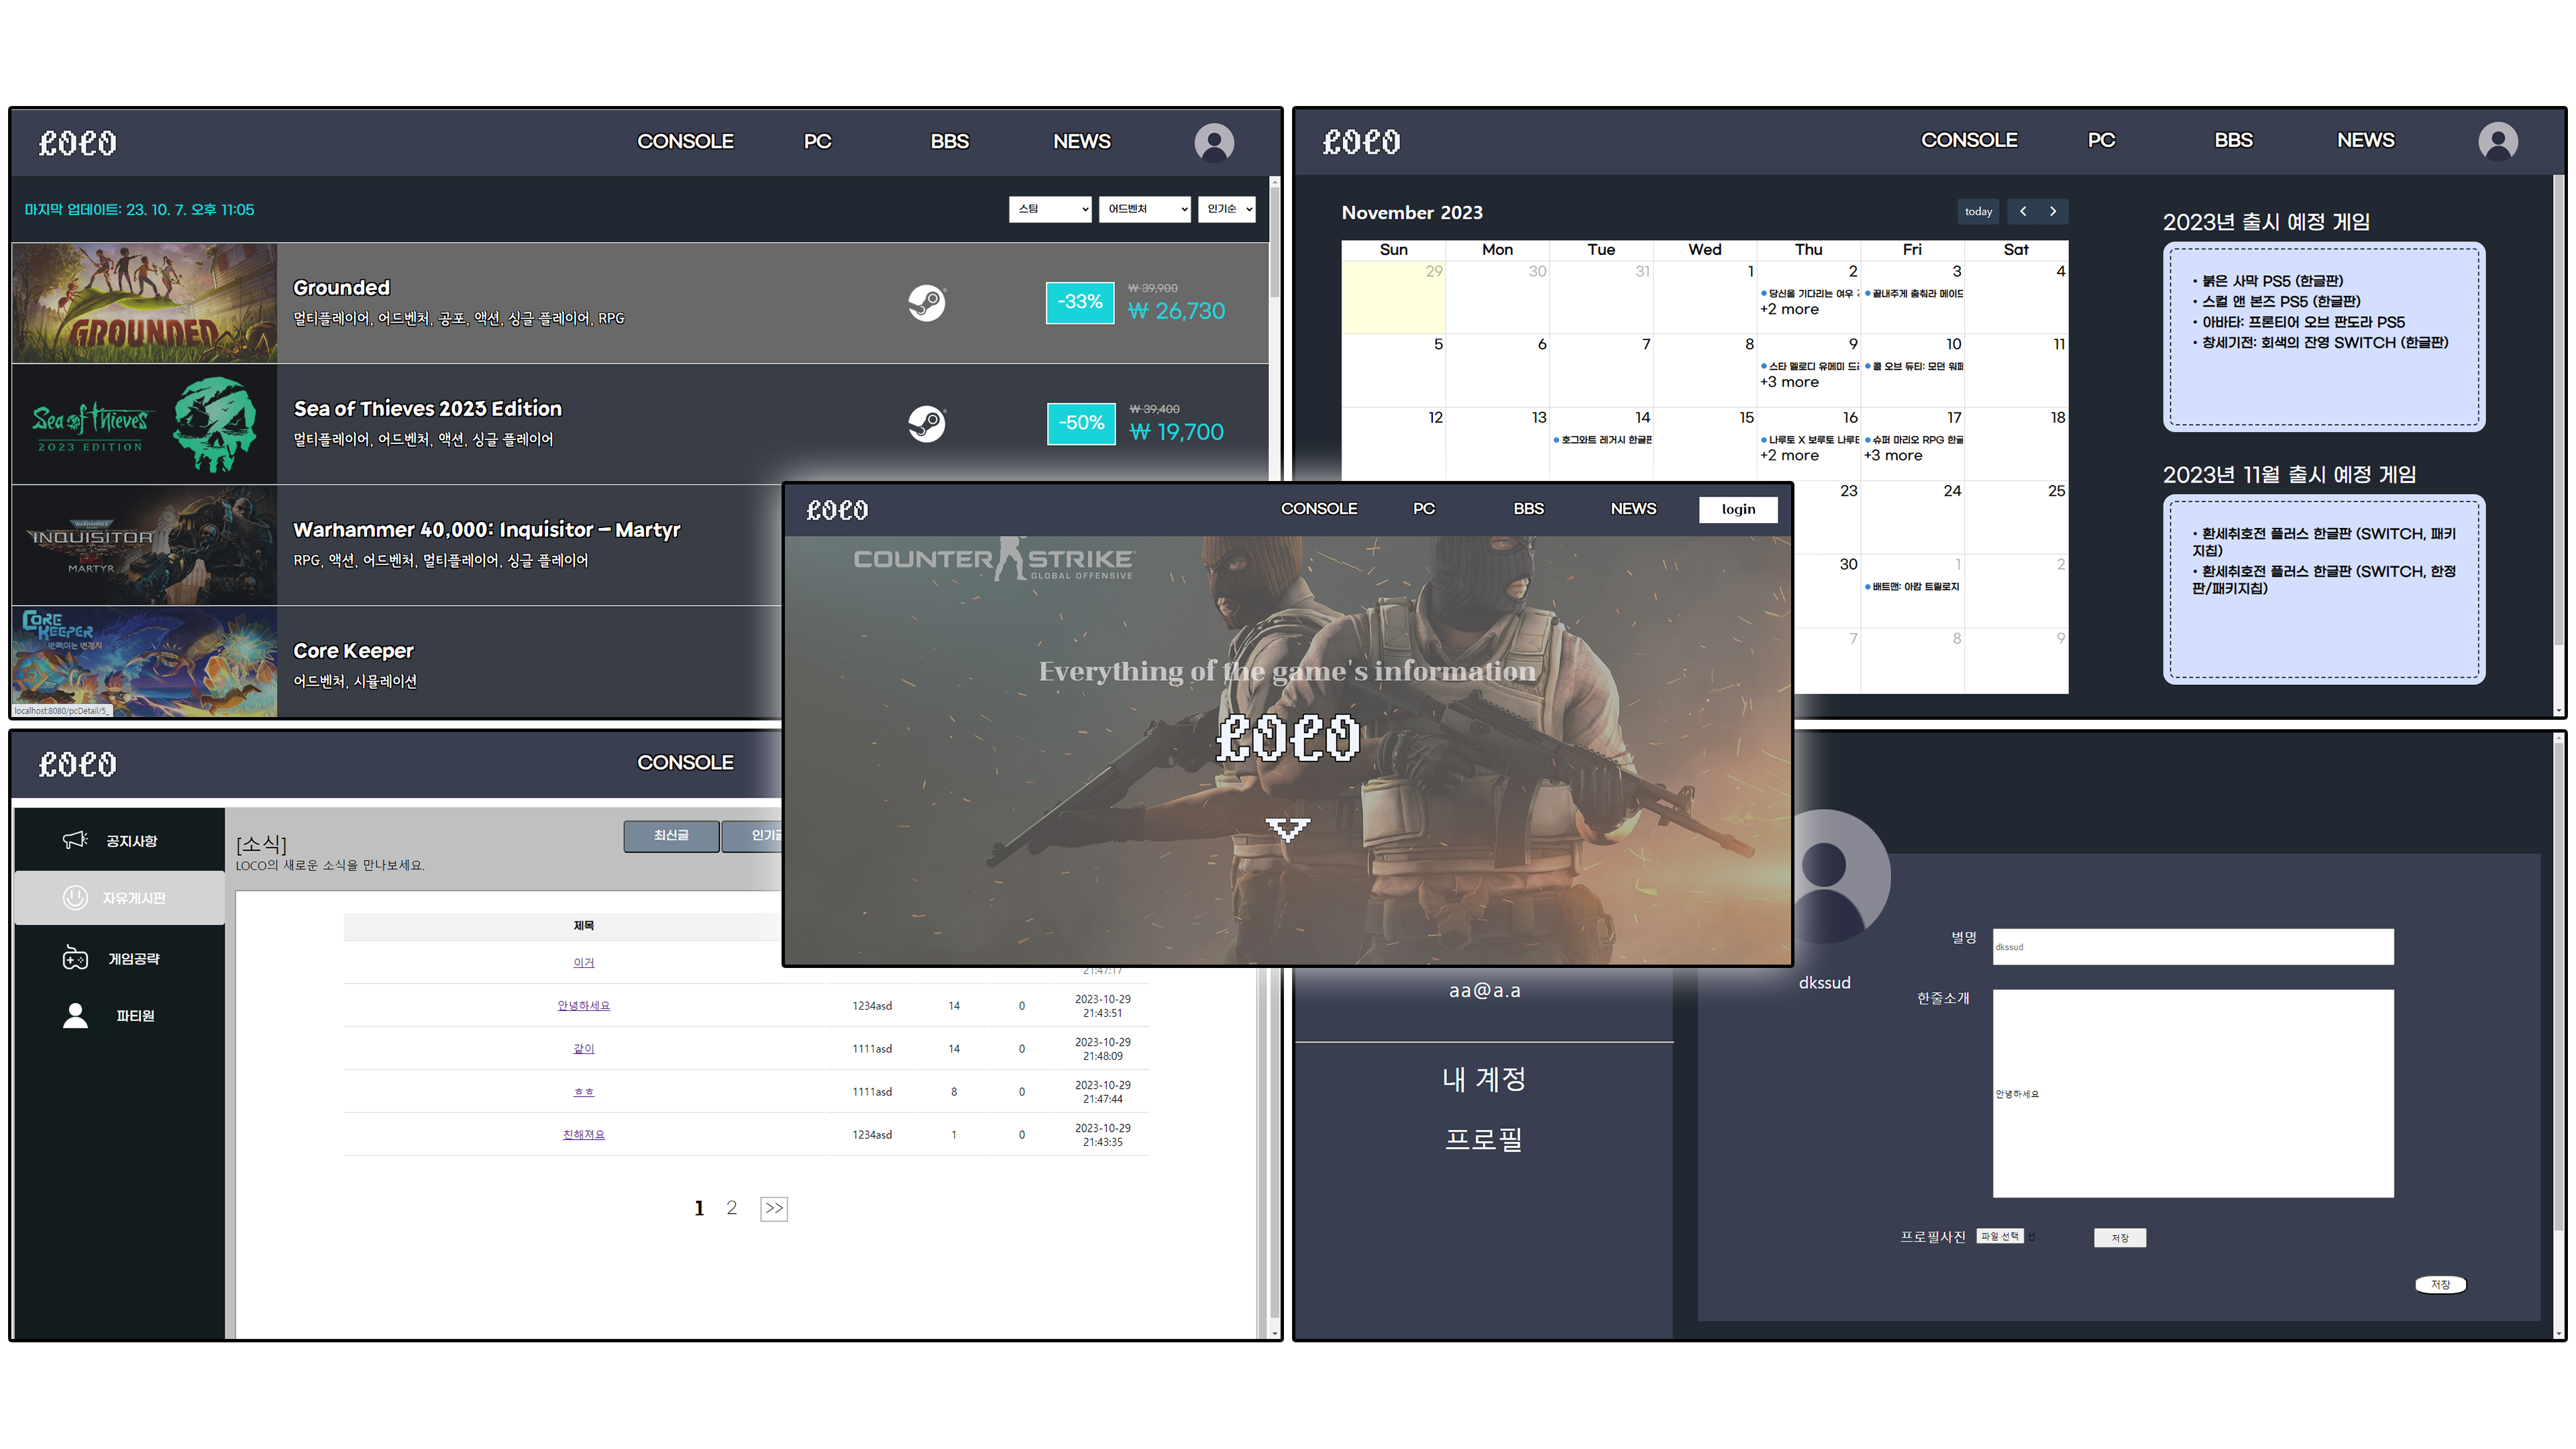 LOCO
CONSOLE PC BBS NEWS
마지막 업데이트: 23. 10. 7. 오후 11:05
스팀 어드벤처 인기순
GROUNDED
Grounded
멀티플레이어, 어드벤처, 공포, 액션, 싱글 플레이어, RPG
-33%
₩ 39,900
₩ 26,730
Sea of Thieves
2023 EDITION
Sea of Thieves 2023 Edition
멀티플레이어, 어드벤처, 액션, 싱글 플레이어
-50%
₩ 39,400
₩ 19,700
WARHAMMER
INQUISITOR
MARTYR
Warhammer 40,000: Inquisitor – Martyr
RPG, 액션, 어드벤처, 멀티플레이어, 싱글 플레이어
CORE KEEPER
Core Keeper
어드벤처, 시뮬레이션
localhost:8080/pcDetail/5_
LOCO
CONSOLE PC BBS NEWS
November 2023
today
Sun Mon Tue Wed Thu Fri Sat
29 30 31 1 2 3 4
당신을 기다리는 여우 끝내주게 춤춰라 메이드
+2 more
5 6 7 8 9 10 11
스타 멜로디 유메미 드 콜 오브 듀티: 모던 워페
+3 more
12 13 14 15 16 17 18
호그와트 레거시 한글판 나루토 X 보루토 나루토 슈퍼 마리오 RPG 한글
+2 more +3 more
23 24 25
30 1 2
배트맨: 아캄 트릴로지
7 8 9
2023년 출시 예정 게임
• 붉은 사막 PS5 (한글판)
• 스컬 앤 본즈 PS5 (한글판)
• 아바타: 프론티어 오브 판도라 PS5
• 창세기전: 회색의 잔영 SWITCH (한글판)
2023년 11월 출시 예정 게임
• 환세취호전 플러스 한글판 (SWITCH, 패키
지칩)
• 환세취호전 플러스 한글판 (SWITCH, 한정
판/패키지칩)
LOCO
CONSOLE PC BBS NEWS
login
COUNTER STRIKE
GLOBAL OFFENSIVE
Everything of the game's information
LOCO
LOCO
CONSOLE
공지사항
자유게시판
게임공략
파티원
[소식]
LOCO의 새로운 소식을 만나보세요.
최신글 인기글
제목
이거 21:47:17
안녕하세요 1234asd 14 0 2023-10-29
21:43:51
같이 1111asd 14 0 2023-10-29
21:48:09
ㅎㅎ 1111asd 8 0 2023-10-29
21:47:44
친해져요 1234asd 1 0 2023-10-29
21:43:35
1 2 >>
aa@a.a
내 계정
프로필
dkssud
별명
dkssud
한줄소개
안녕하세요
프로필사진 파일 선택 선... 저장
저장